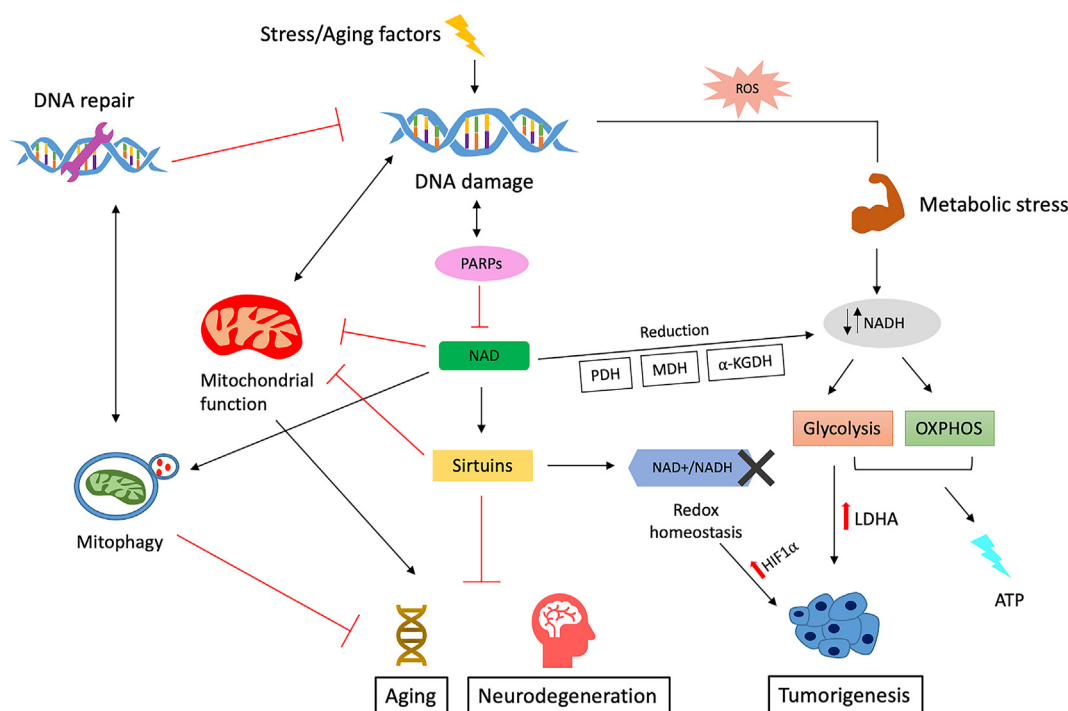 Stress/Aging factors
ROS
DNA repair
DNA damage
Metabolic stress
PARPs
NADH
Reduction
NAD
PDH
MDH
α-KGDH
Mitochondrial
function
Glycolysis
OXPHOS
Sirtuins
NAD+/NADH
Redox
homeostasis
LDHA
Mitophagy
HIF1α
ATP
Aging
Neurodegeneration
Tumorigenesis